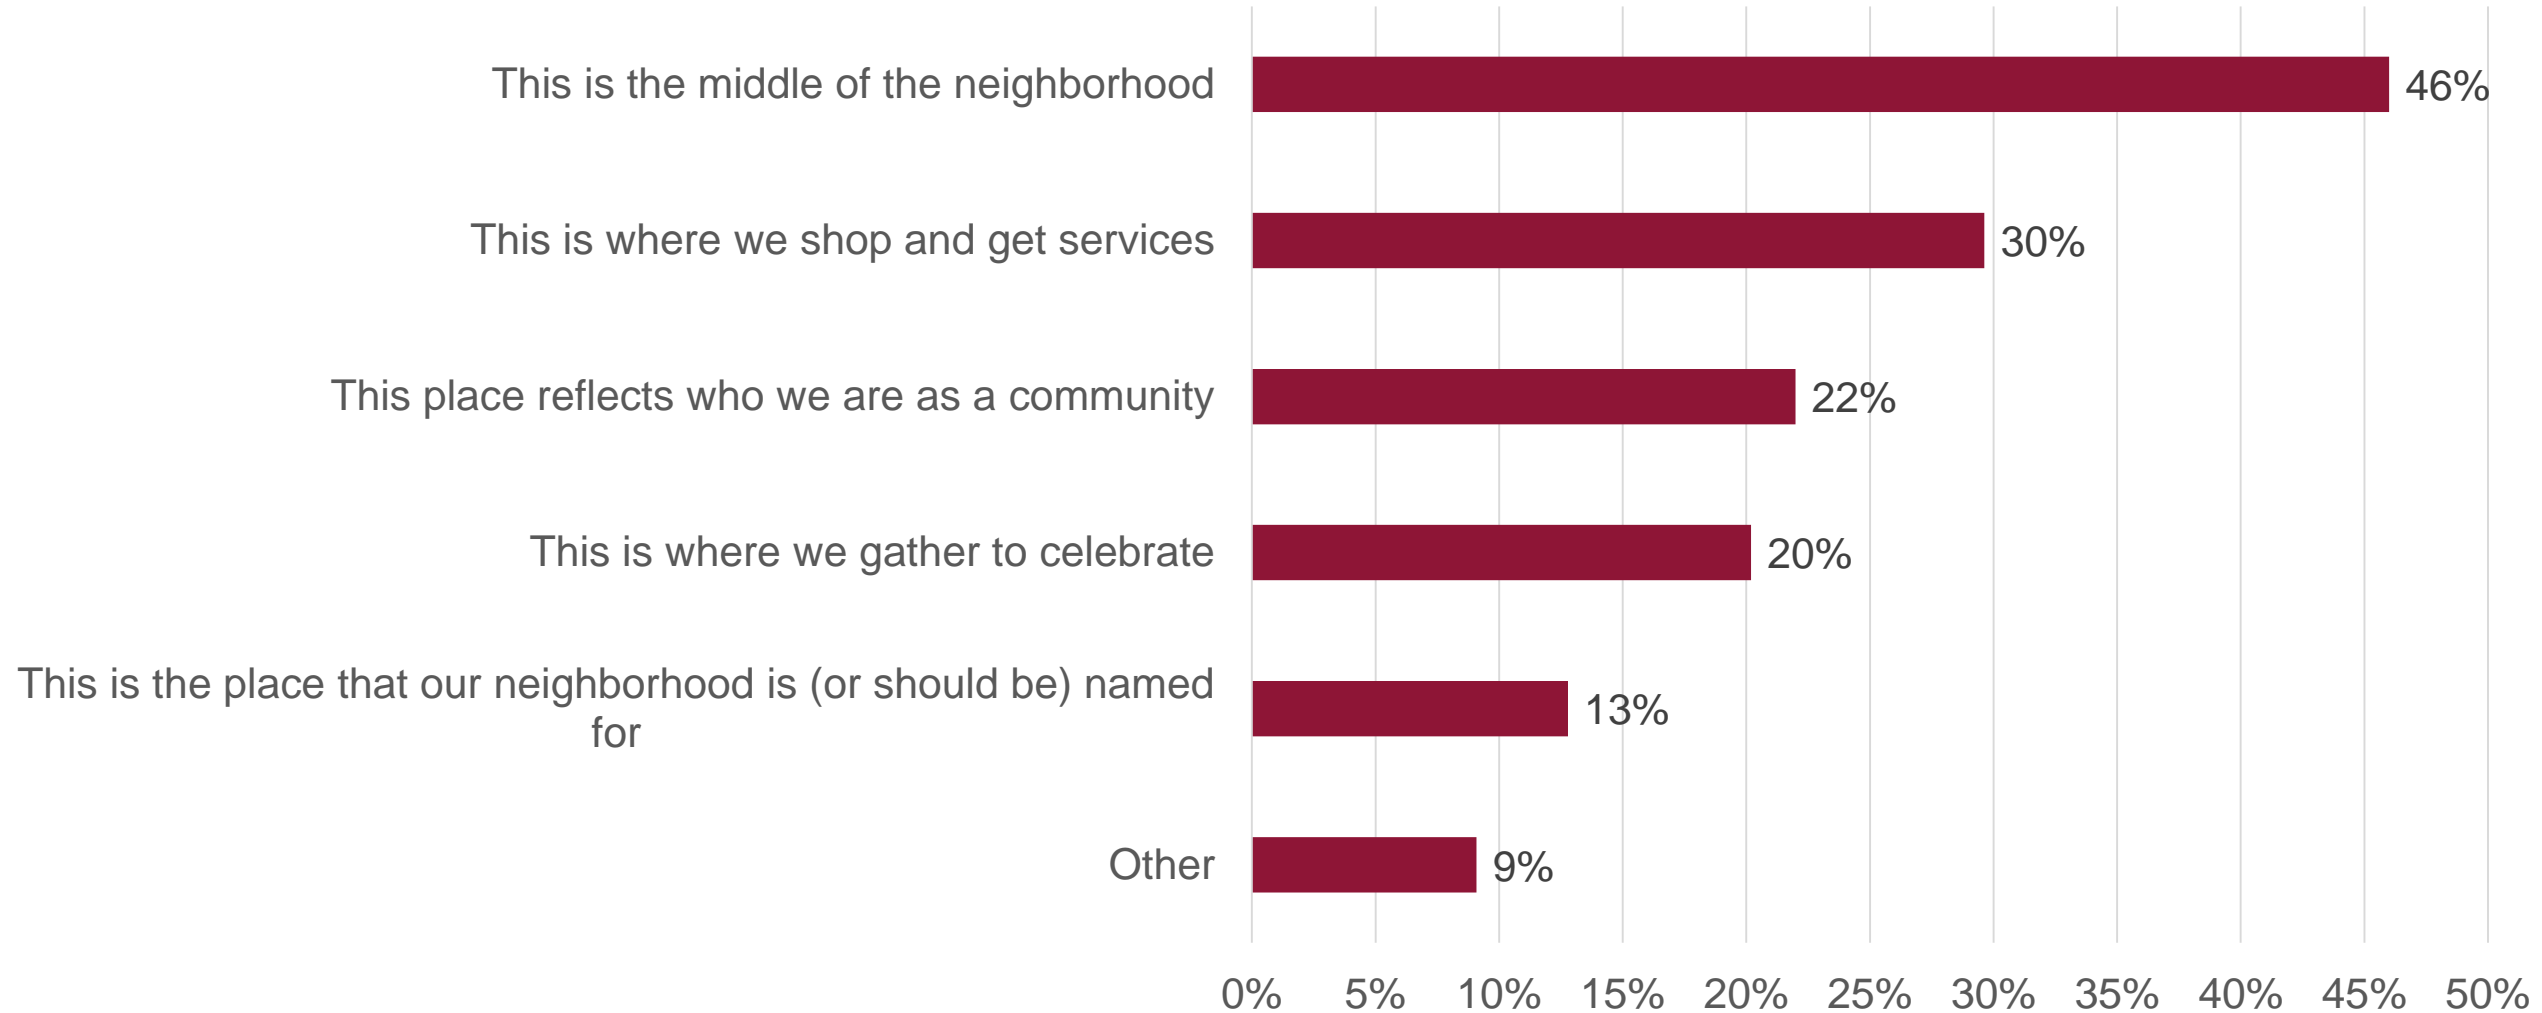 This is the middle of the neighborhood
46%
This is where we shop and get services
30%
This place reflects who we are as a community
22%
This is where we gather to celebrate
20%
This is the place that our neighborhood is (or should be) named
for
13%
Other
9%
0% 5% 10% 15% 20% 25% 30% 35% 40% 45% 50%